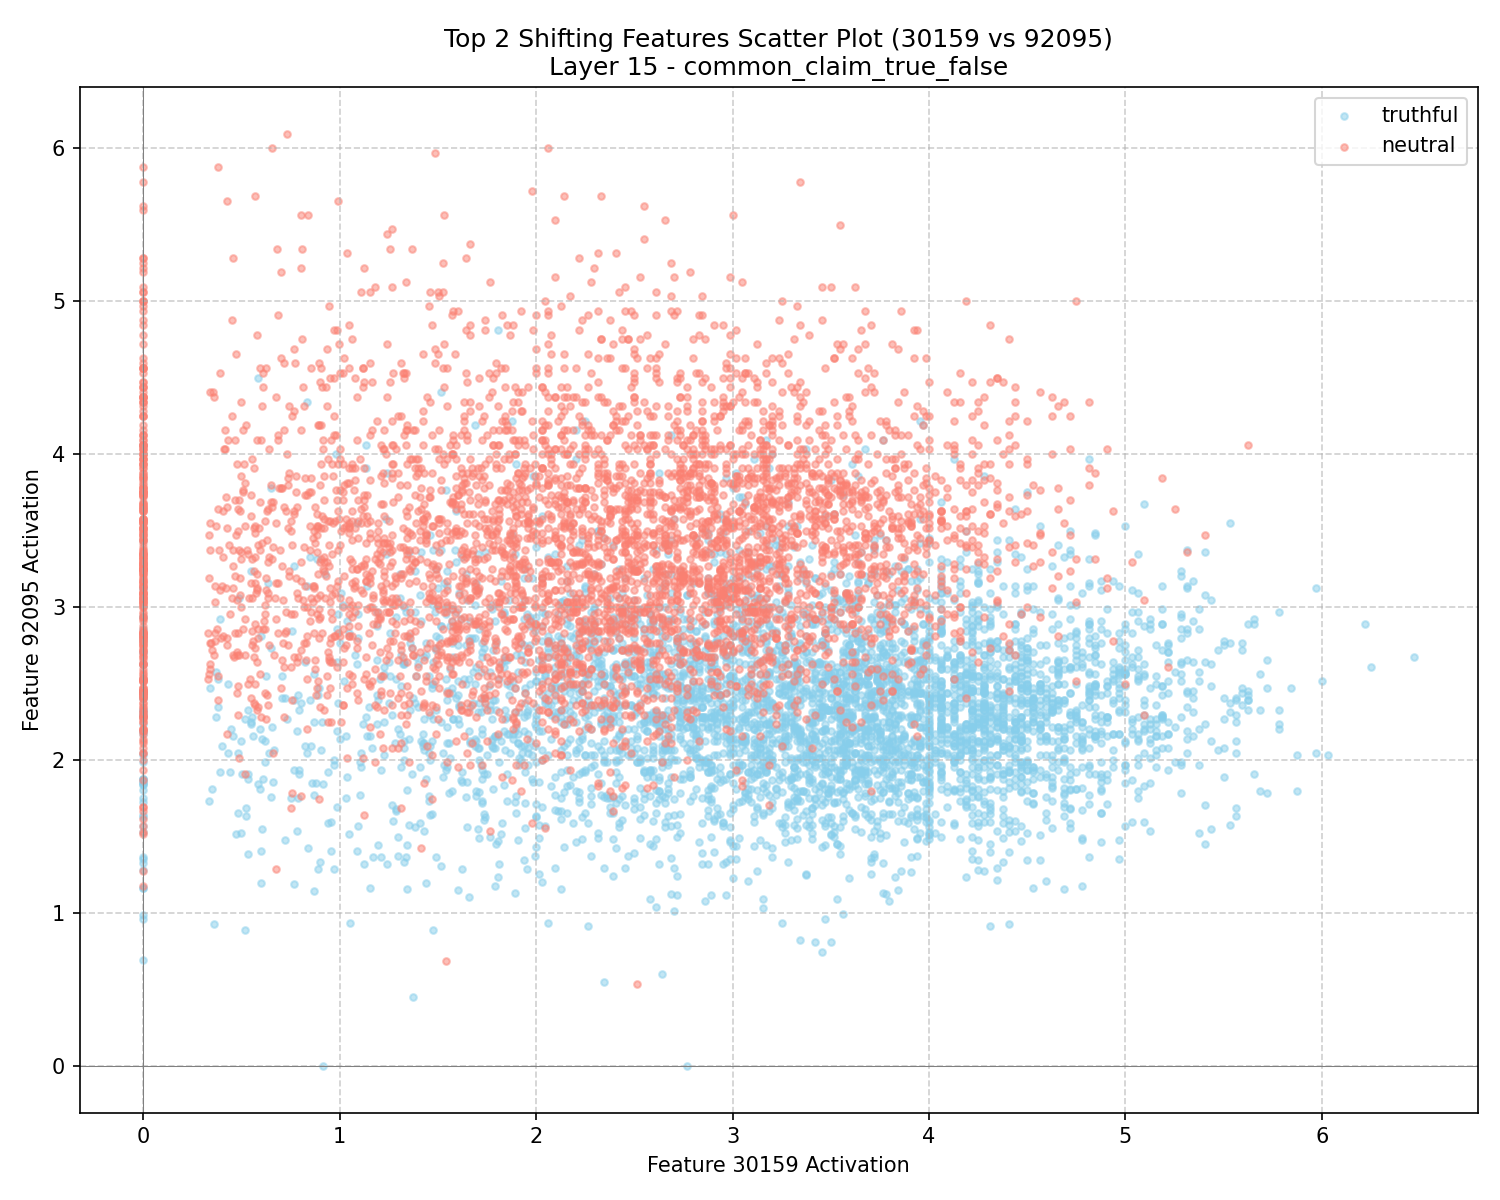 Top 2 Shifting Features Scatter Plot (30159 vs 92095)
Layer 15 - common_claim_true_false
truthful
neutral
6
5
4
3
2
1
0
Feature 92095 Activation
0 1 2 3 4 5 6
Feature 30159 Activation